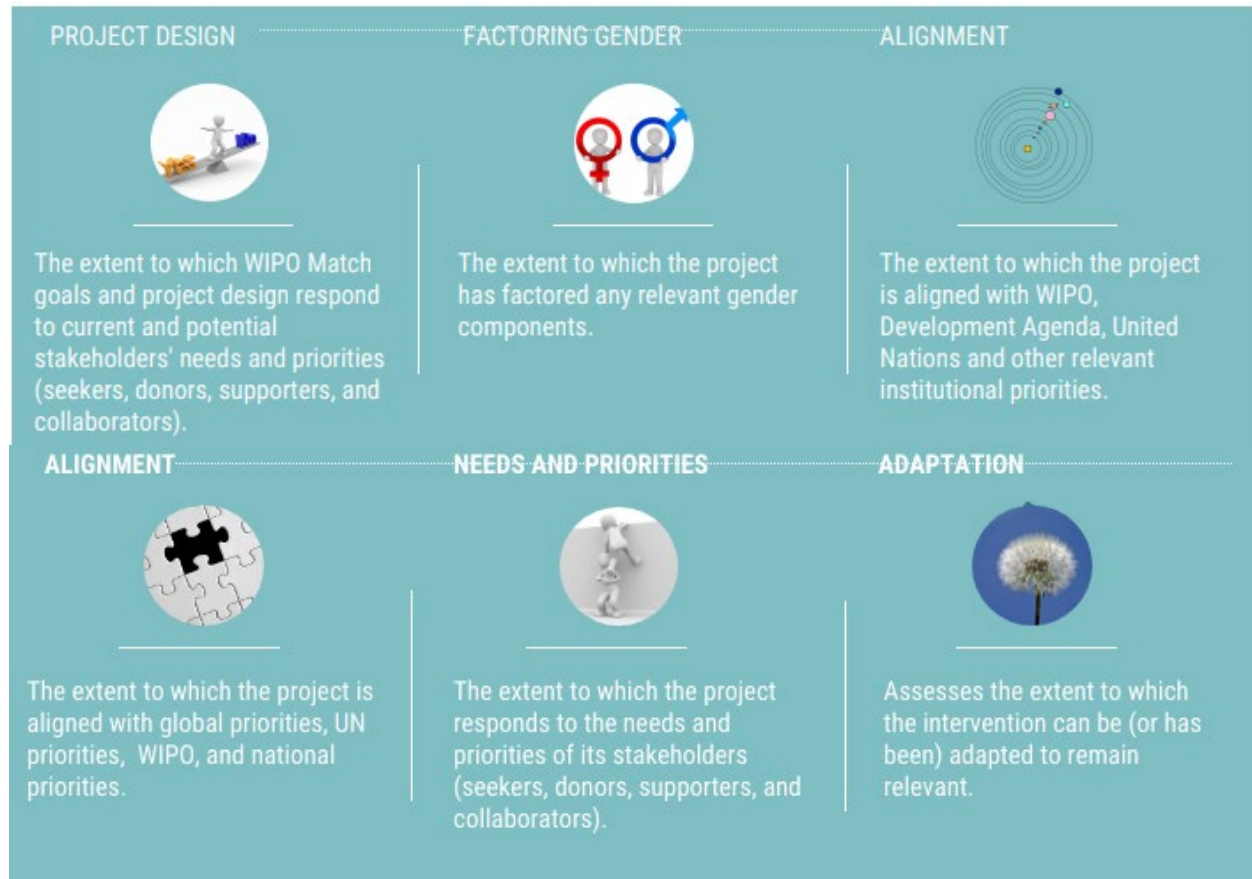 PROJECT DESIGN
FACTORING GENDER
ALIGNMENT
The extent to which WIPO Match
goals and project design respond
to current and potential
stakeholders' needs and priorities
(seekers, donors, supporters, and
collaborators).
The extent to which the project
has factored any relevant gender
components.
The extent to which the project
is aligned with WIPO,
Development Agenda, United
Nations and other relevant
institutional priorities.
ALIGNMENT
NEEDS AND PRIORITIES
ADAPTATION
The extent to which the project is
aligned with global priorities, UN
priorities,  WIPO, and national
priorities.
The extent to which the project
responds to the needs and
priorities of its stakeholders
(seekers, donors, supporters, and
collaborators).
Assesses the extent to which
the intervention can be (or has
been) adapted to remain
relevant.